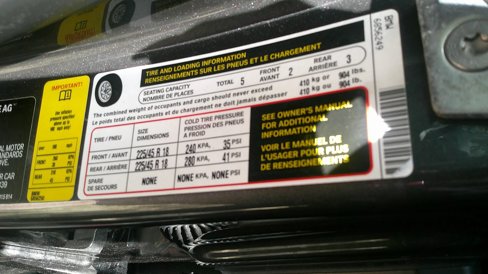 TIRE AND LOADING INFORMATION
RENSEIGNEMENTS SUR LES PNEUS ET LE CHARGEMENT
SEATING CAPACITY
NOMBRE DE PLACES
TOTAL 5
FRONT
AVANT 2
REAR
ARRIÈRE 3
The combined weight of occupants and cargo should never exceed 410 kg or 904 lbs.
Le poids total des occupants et du chargement ne doit jamais dépasser 410 kg ou 904 lb.
TIRE / PNEU
SIZE
DIMENSIONS
COLD TIRE PRESSURE
PRESSION DES PNEUS
A FROID
FRONT / AVANT 225/45 R 18 240 KPA, 35 PSI
REAR / ARRIÈRE 225/45 R 18 280 KPA, 41 PSI
SPARE
DE SECOURS NONE NONE KPA, NONE PSI
SEE OWNER'S MANUAL
FOR ADDITIONAL
INFORMATION
VOIR LE MANUEL DE
L'USAGER POUR PLUS
DE RENSEIGNEMENTS
BMW
IMPORTANT!
E AG